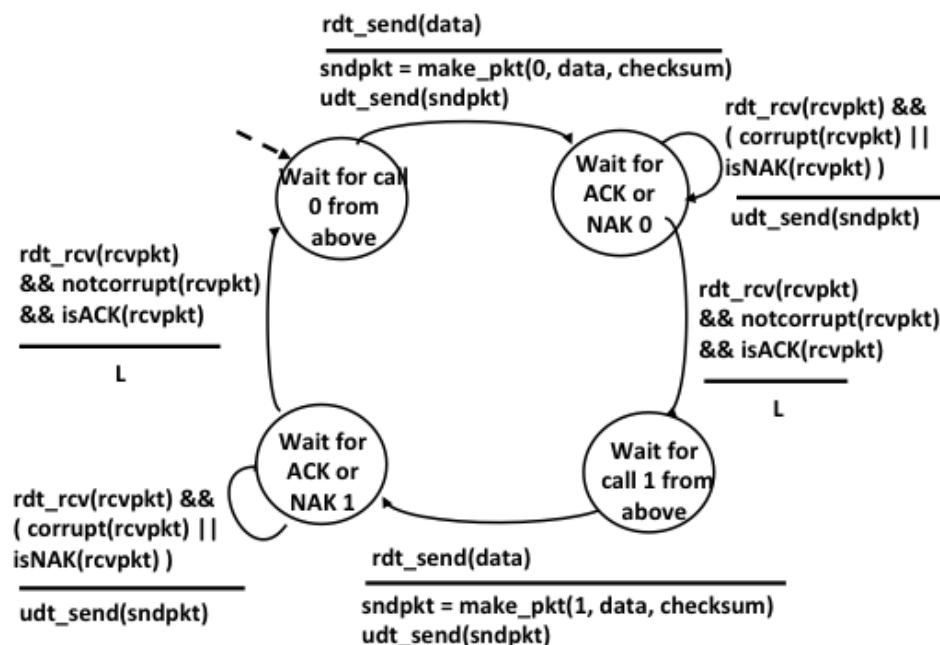 rdt_send(data)
sndpkt = make_pkt(0, data, checksum)
udt_send(sndpkt)
Wait for call
0 from
above
Wait for
ACK or
NAK 0
rdt_rcv(rcvpkt) &&
( corrupt(rcvpkt) ||
isNAK(rcvpkt) )
udt_send(sndpkt)
rdt_rcv(rcvpkt)
&& notcorrupt(rcvpkt)
&& isACK(rcvpkt)
L
rdt_rcv(rcvpkt)
&& notcorrupt(rcvpkt)
&& isACK(rcvpkt)
L
Wait for
ACK or
NAK 1
Wait for
call 1 from
above
rdt_rcv(rcvpkt) &&
( corrupt(rcvpkt) ||
isNAK(rcvpkt) )
udt_send(sndpkt)
rdt_send(data)
sndpkt = make_pkt(1, data, checksum)
udt_send(sndpkt)